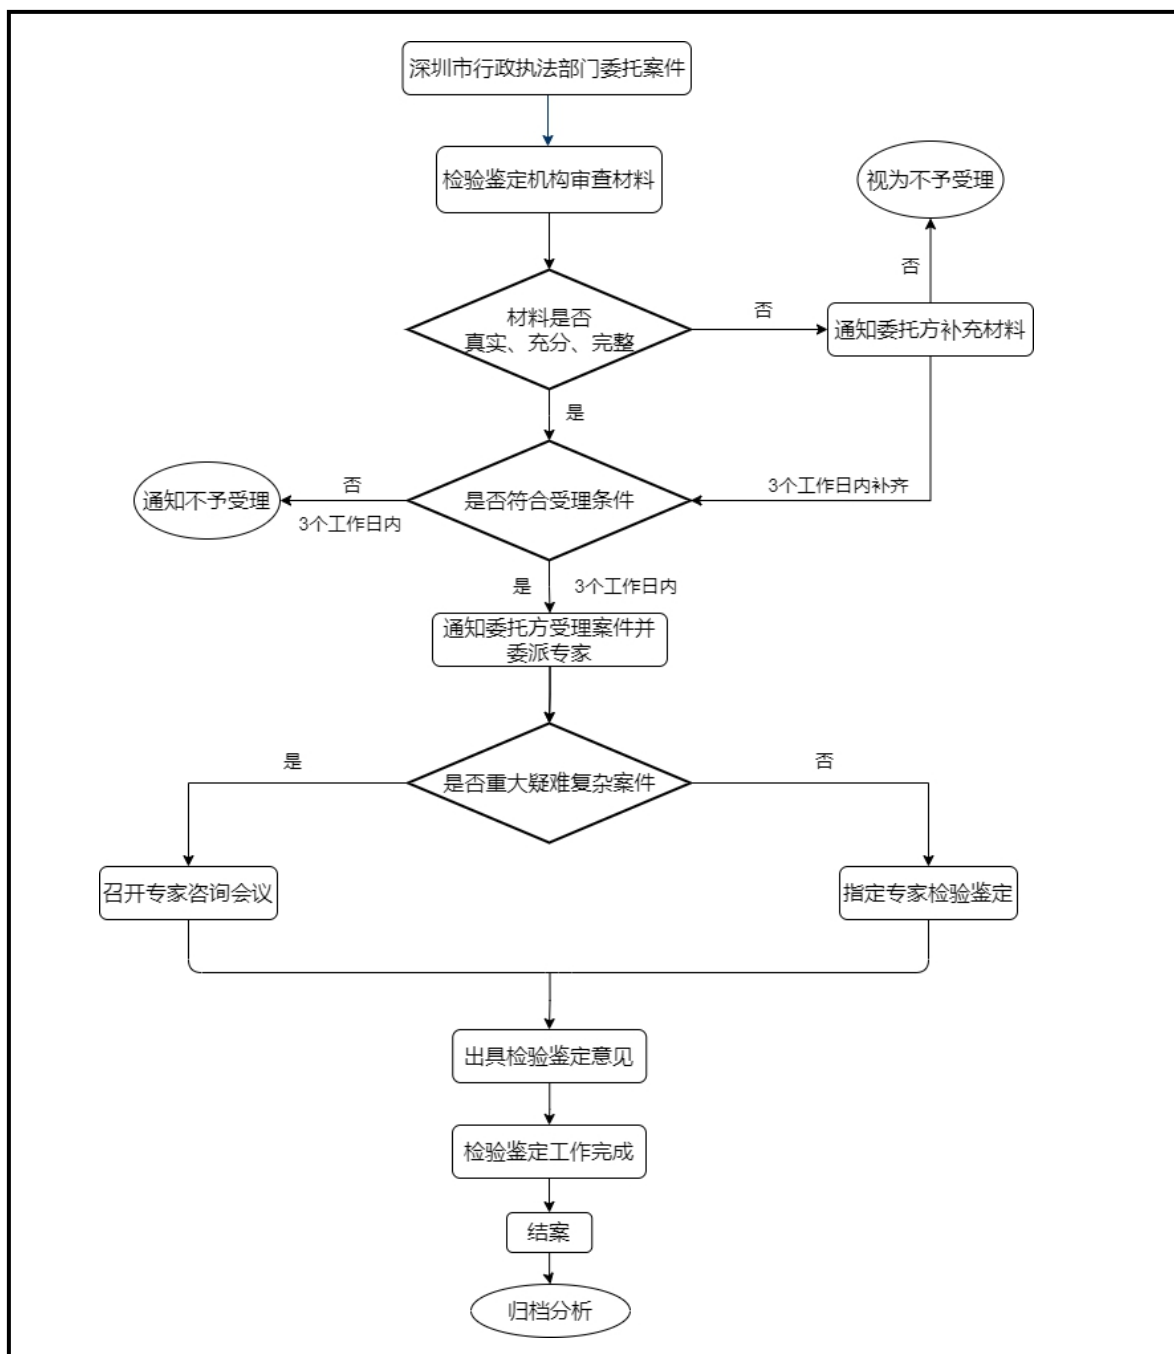 深圳市行政执法部门委托案件
检验鉴定机构审查材料
视为不予受理
否
材料是否
真实、充分、完整
否
通知委托方补充材料
是
3个工作日内补齐
通知不予受理
否
3个工作日内
是否符合受理条件
是
3个工作日内
通知委托方受理案件并
委派专家
是
是否重大疑难复杂案件
否
召开专家咨询会议
指定专家检验鉴定
出具检验鉴定意见
检验鉴定工作完成
结案
归档分析